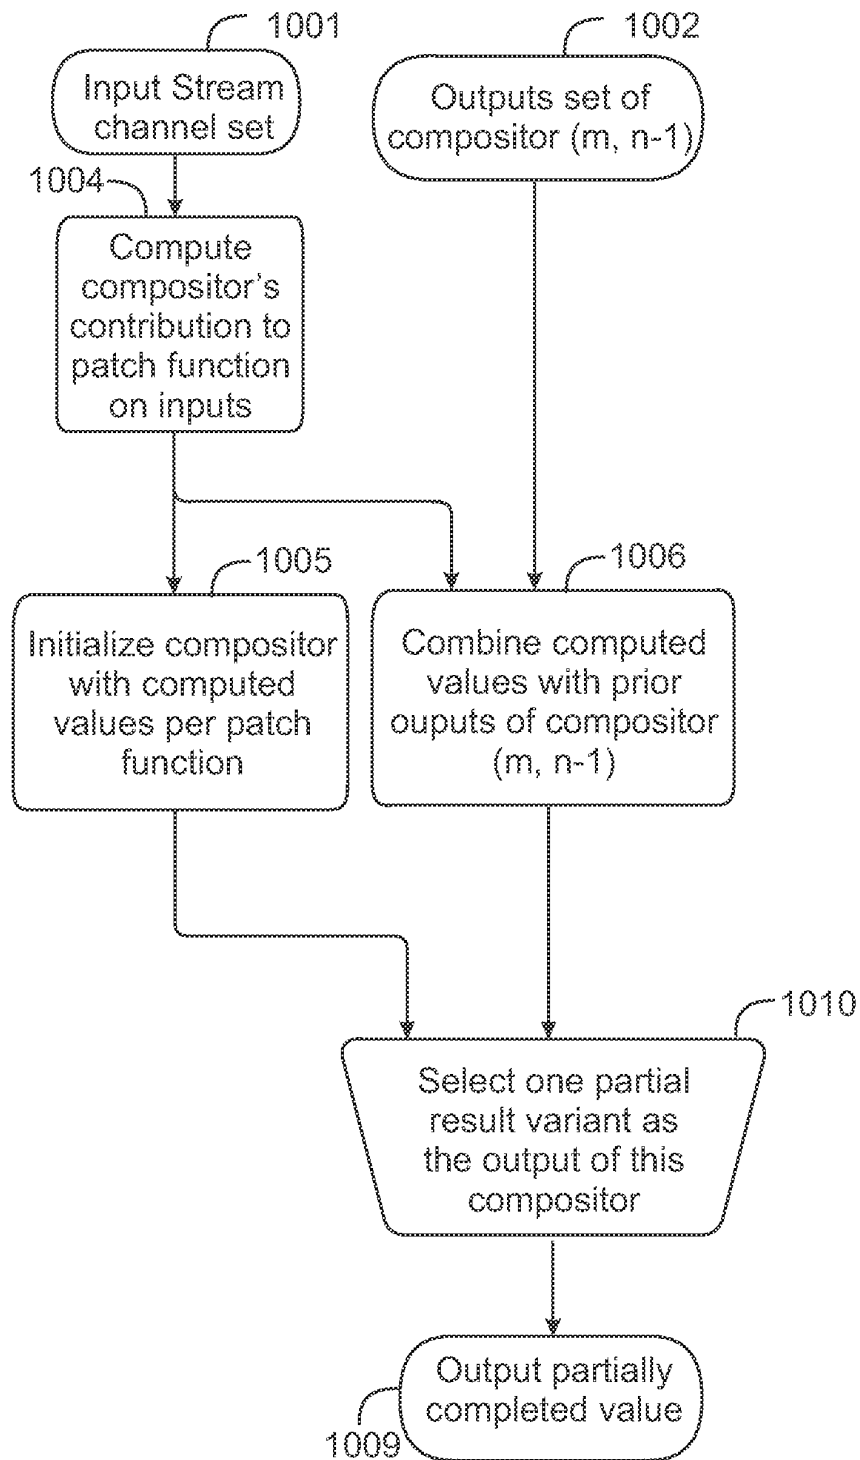 1001
Input Stream
channel set
1002
Outputs set of
compositor (m, n-1)
1004
Compute
compositor's
contribution to
patch function
on inputs
1005
Initialize compositor
with computed
values per patch
function
1006
Combine computed
values with prior
ouputs of compositor
(m, n-1)
1010
Select one partial
result variant as
the output of this
compositor
Output partially
completed value
1009